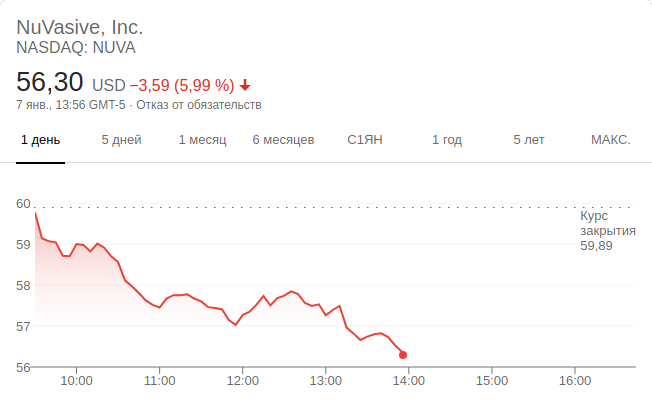 NuVasive, Inc.
NASDAQ: NUVA
56,30 USD −3,59 (5,99 %)
7 янв., 13:56 GMT-5 · Отказ от обязательств
1 день 5 дней 1 месяц 6 месяцев С1ЯН 1 год 5 лет МАКС.
60
Курс
закрытия
59,89
59
58
57
56
10:00 11:00 12:00 13:00 14:00 15:00 16:00